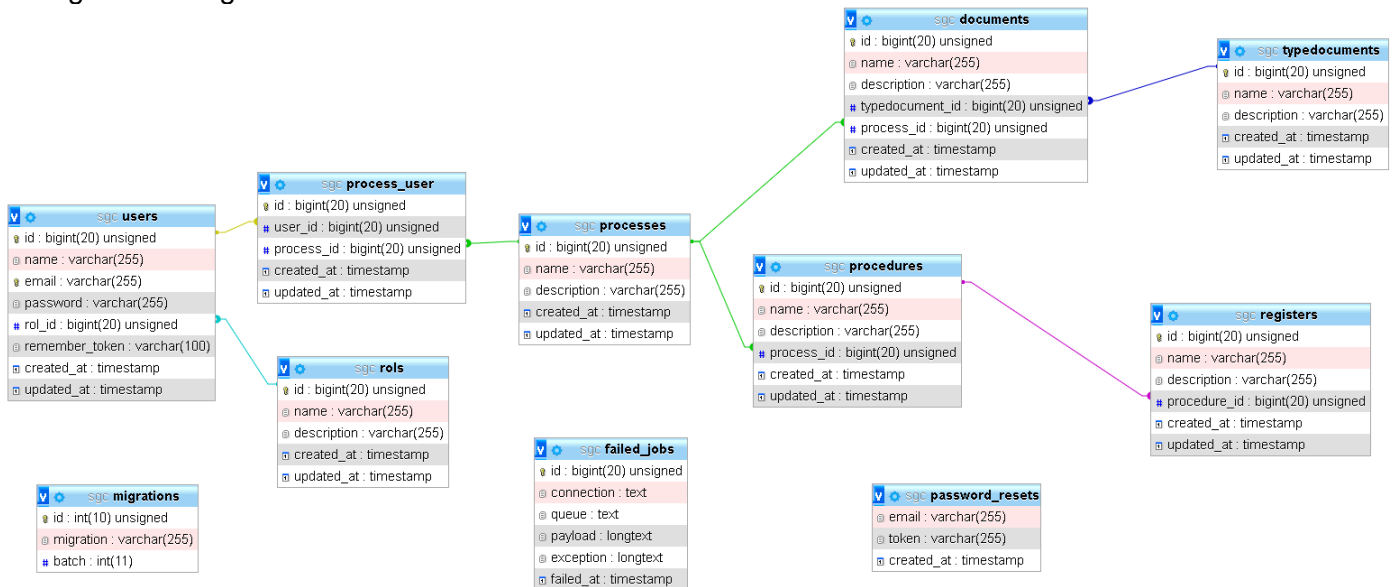 sgc documents
id : bigint(20) unsigned
name : varchar(255)
description : varchar(255)
typedocument_id : bigint(20) unsigned
process_id : bigint(20) unsigned
created_at : timestamp
updated_at : timestamp
sgc typedocuments
id : bigint(20) unsigned
name : varchar(255)
description : varchar(255)
created_at : timestamp
updated_at : timestamp
sgc process_user
id : bigint(20) unsigned
# user_id : bigint(20) unsigned
# process_id : bigint(20) unsigned
created_at : timestamp
updated_at : timestamp
sgc users
id : bigint(20) unsigned
name : varchar(255)
email : varchar(255)
password : varchar(255)
# rol_id : bigint(20) unsigned
remember_token : varchar(100)
created_at : timestamp
updated_at : timestamp
sgc processes
id : bigint(20) unsigned
name : varchar(255)
description : varchar(255)
created_at : timestamp
updated_at : timestamp
sgc procedures
id : bigint(20) unsigned
name : varchar(255)
description : varchar(255)
# process_id : bigint(20) unsigned
created_at : timestamp
updated_at : timestamp
sgc registers
id : bigint(20) unsigned
name : varchar(255)
description : varchar(255)
# procedure_id : bigint(20) unsigned
created_at : timestamp
updated_at : timestamp
sgc rols
id : bigint(20) unsigned
name : varchar(255)
description : varchar(255)
created_at : timestamp
updated_at : timestamp
sgc failed_jobs
id : bigint(20) unsigned
connection : text
queue : text
payload : longtext
exception : longtext
failed_at : timestamp
sgc migrations
id : int(10) unsigned
migration : varchar(255)
# batch : int(11)
sgc password_resets
email : varchar(255)
token : varchar(255)
created_at : timestamp